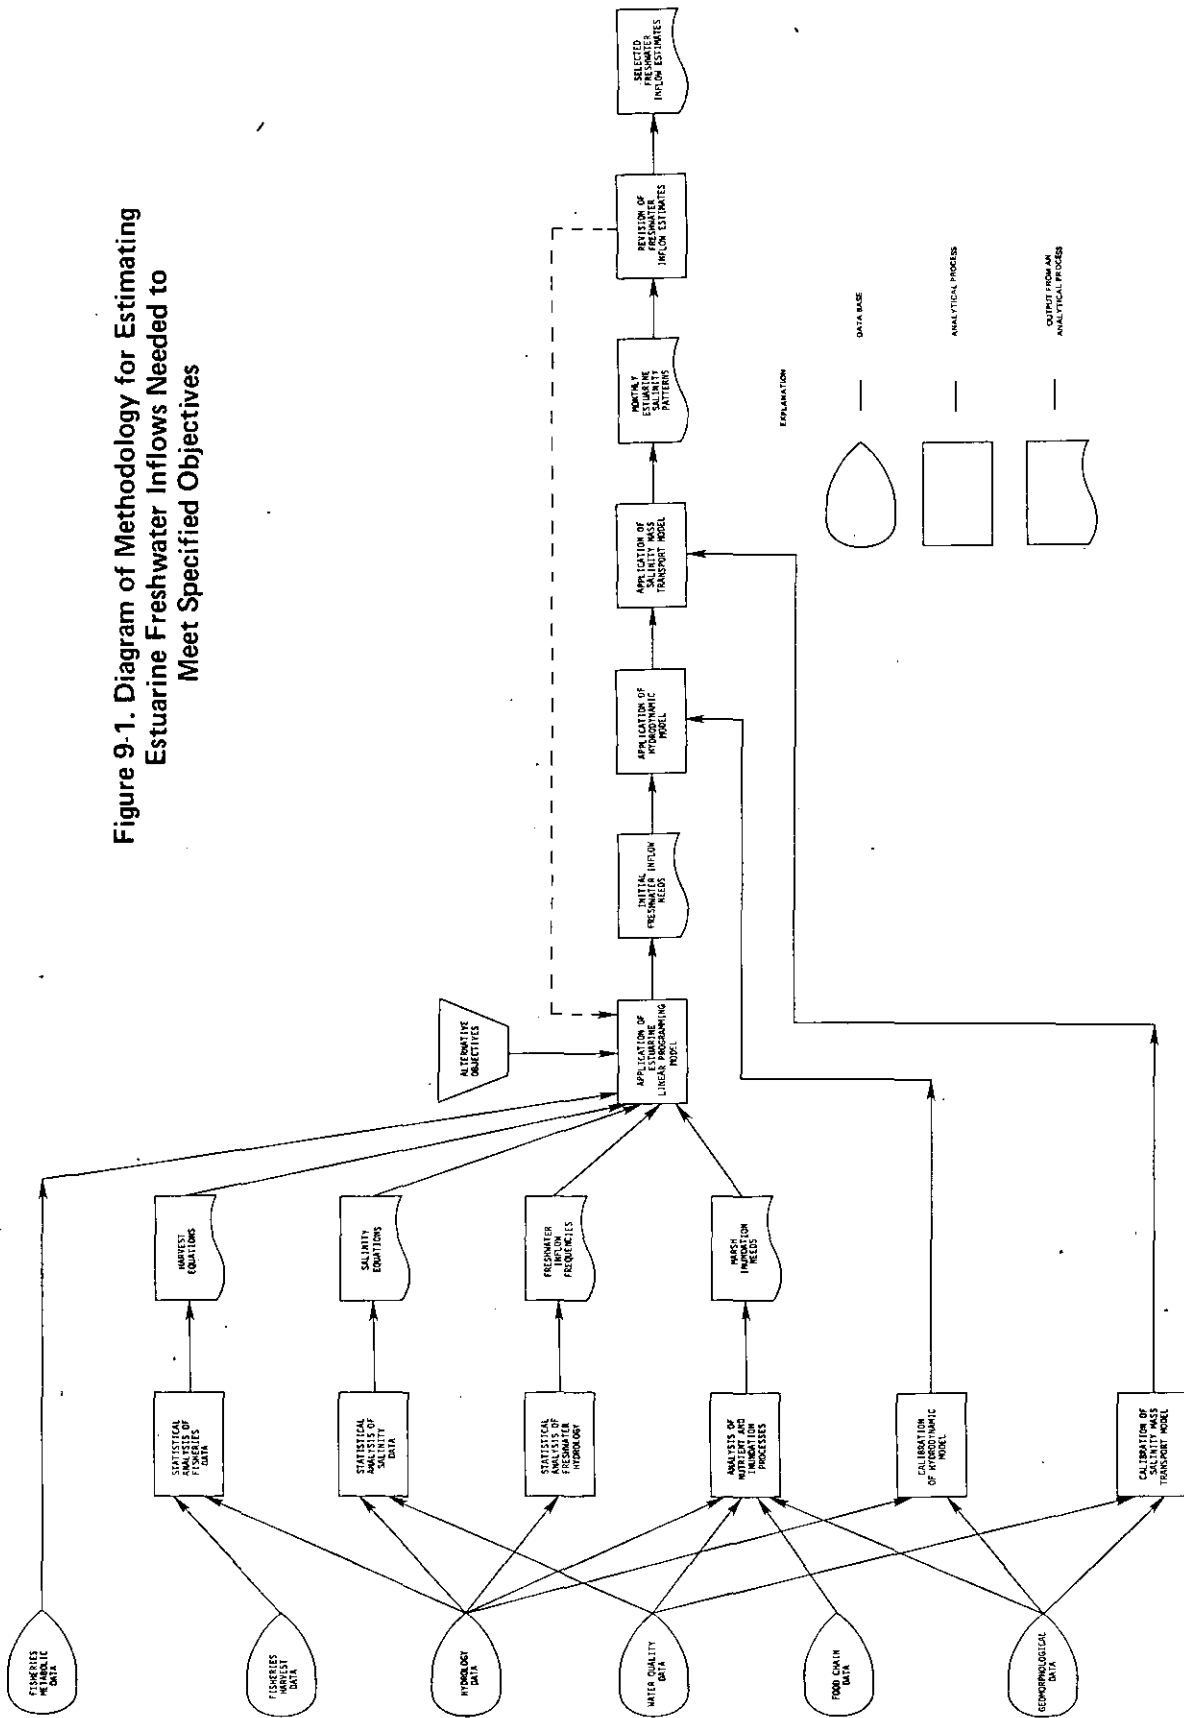 Figure 9-1. Diagram of Methodology for Estimating
Estuarine Freshwater Inflows Needed to
Meet Specified Objectives
FISHERIES
METABOLIC
DATA
FISHERIES
HARVEST
DATA
HYDROLOGY
DATA
WATER QUALITY
DATA
FOOD CHAIN
DATA
GEOMORPHOLOGICAL
DATA
STATISTICAL
ANALYSIS OF
FISHERIES
DATA
STATISTICAL
ANALYSIS OF
SALINITY
DATA
STATISTICAL
ANALYSIS OF
FRESHWATER
HYDROLOGY
ANALYSIS OF
NUTRIENT AND
INUNDATION
PROCESSES
CALIBRATION
OF HYDRODYNAMIC
MODEL
CALIBRATION OF
SALINITY MASS
TRANSPORT MODEL
HARVEST
EQUATIONS
SALINITY
EQUATIONS
FRESHWATER
INFLOW
FREQUENCIES
MARSH
INUNDATION
NEEDS
ALTERNATIVE
OBJECTIVES
APPLICATION OF
ESTUARINE
LINEAR PROGRAMMING
MODEL
INITIAL
FRESHWATER INFLOW
NEEDS
APPLICATION OF
HYDRODYNAMIC
MODEL
APPLICATION OF
SALINITY MASS
TRANSPORT MODEL
MONTHLY
ESTUARINE
SALINITY
PATTERNS
REVISION OF
FRESHWATER
INFLOW ESTIMATES
SELECTED
FRESHWATER
INFLOW ESTIMATES
EXPLANATION
DATA BASE
ANALYTICAL PROCESS
OUTPUT FROM AN
ANALYTICAL PROCESS